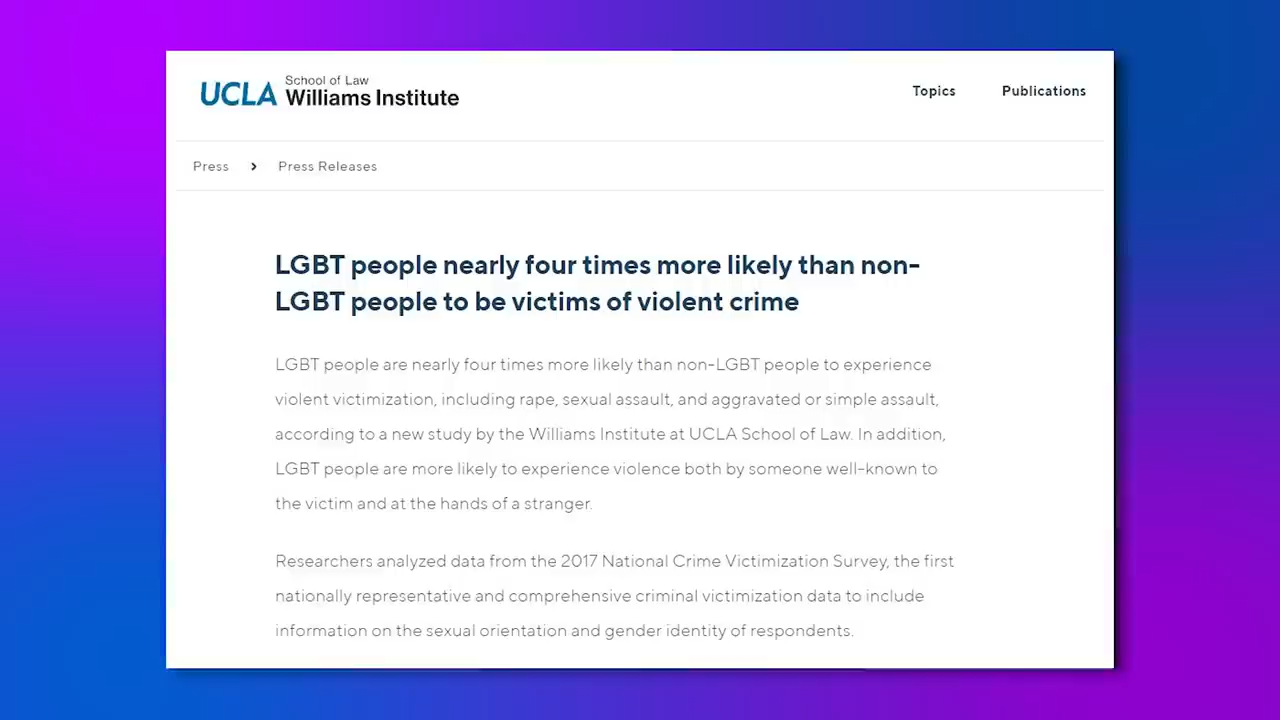 UCLA School of Law
Williams Institute
Topics Publications
Press > Press Releases
LGBT people nearly four times more likely than non-
LGBT people to be victims of violent crime
LGBT people are nearly four times more likely than non-LGBT people to experience
violent victimization, including rape, sexual assault, and aggravated or simple assault,
according to a new study by the Williams Institute at UCLA School of Law. In addition,
LGBT people are more likely to experience violence both by someone well-known to
the victim and at the hands of a stranger.
Researchers analyzed data from the 2017 National Crime Victimization Survey, the first
nationally representative and comprehensive criminal victimization data to include
information on the sexual orientation and gender identity of respondents.